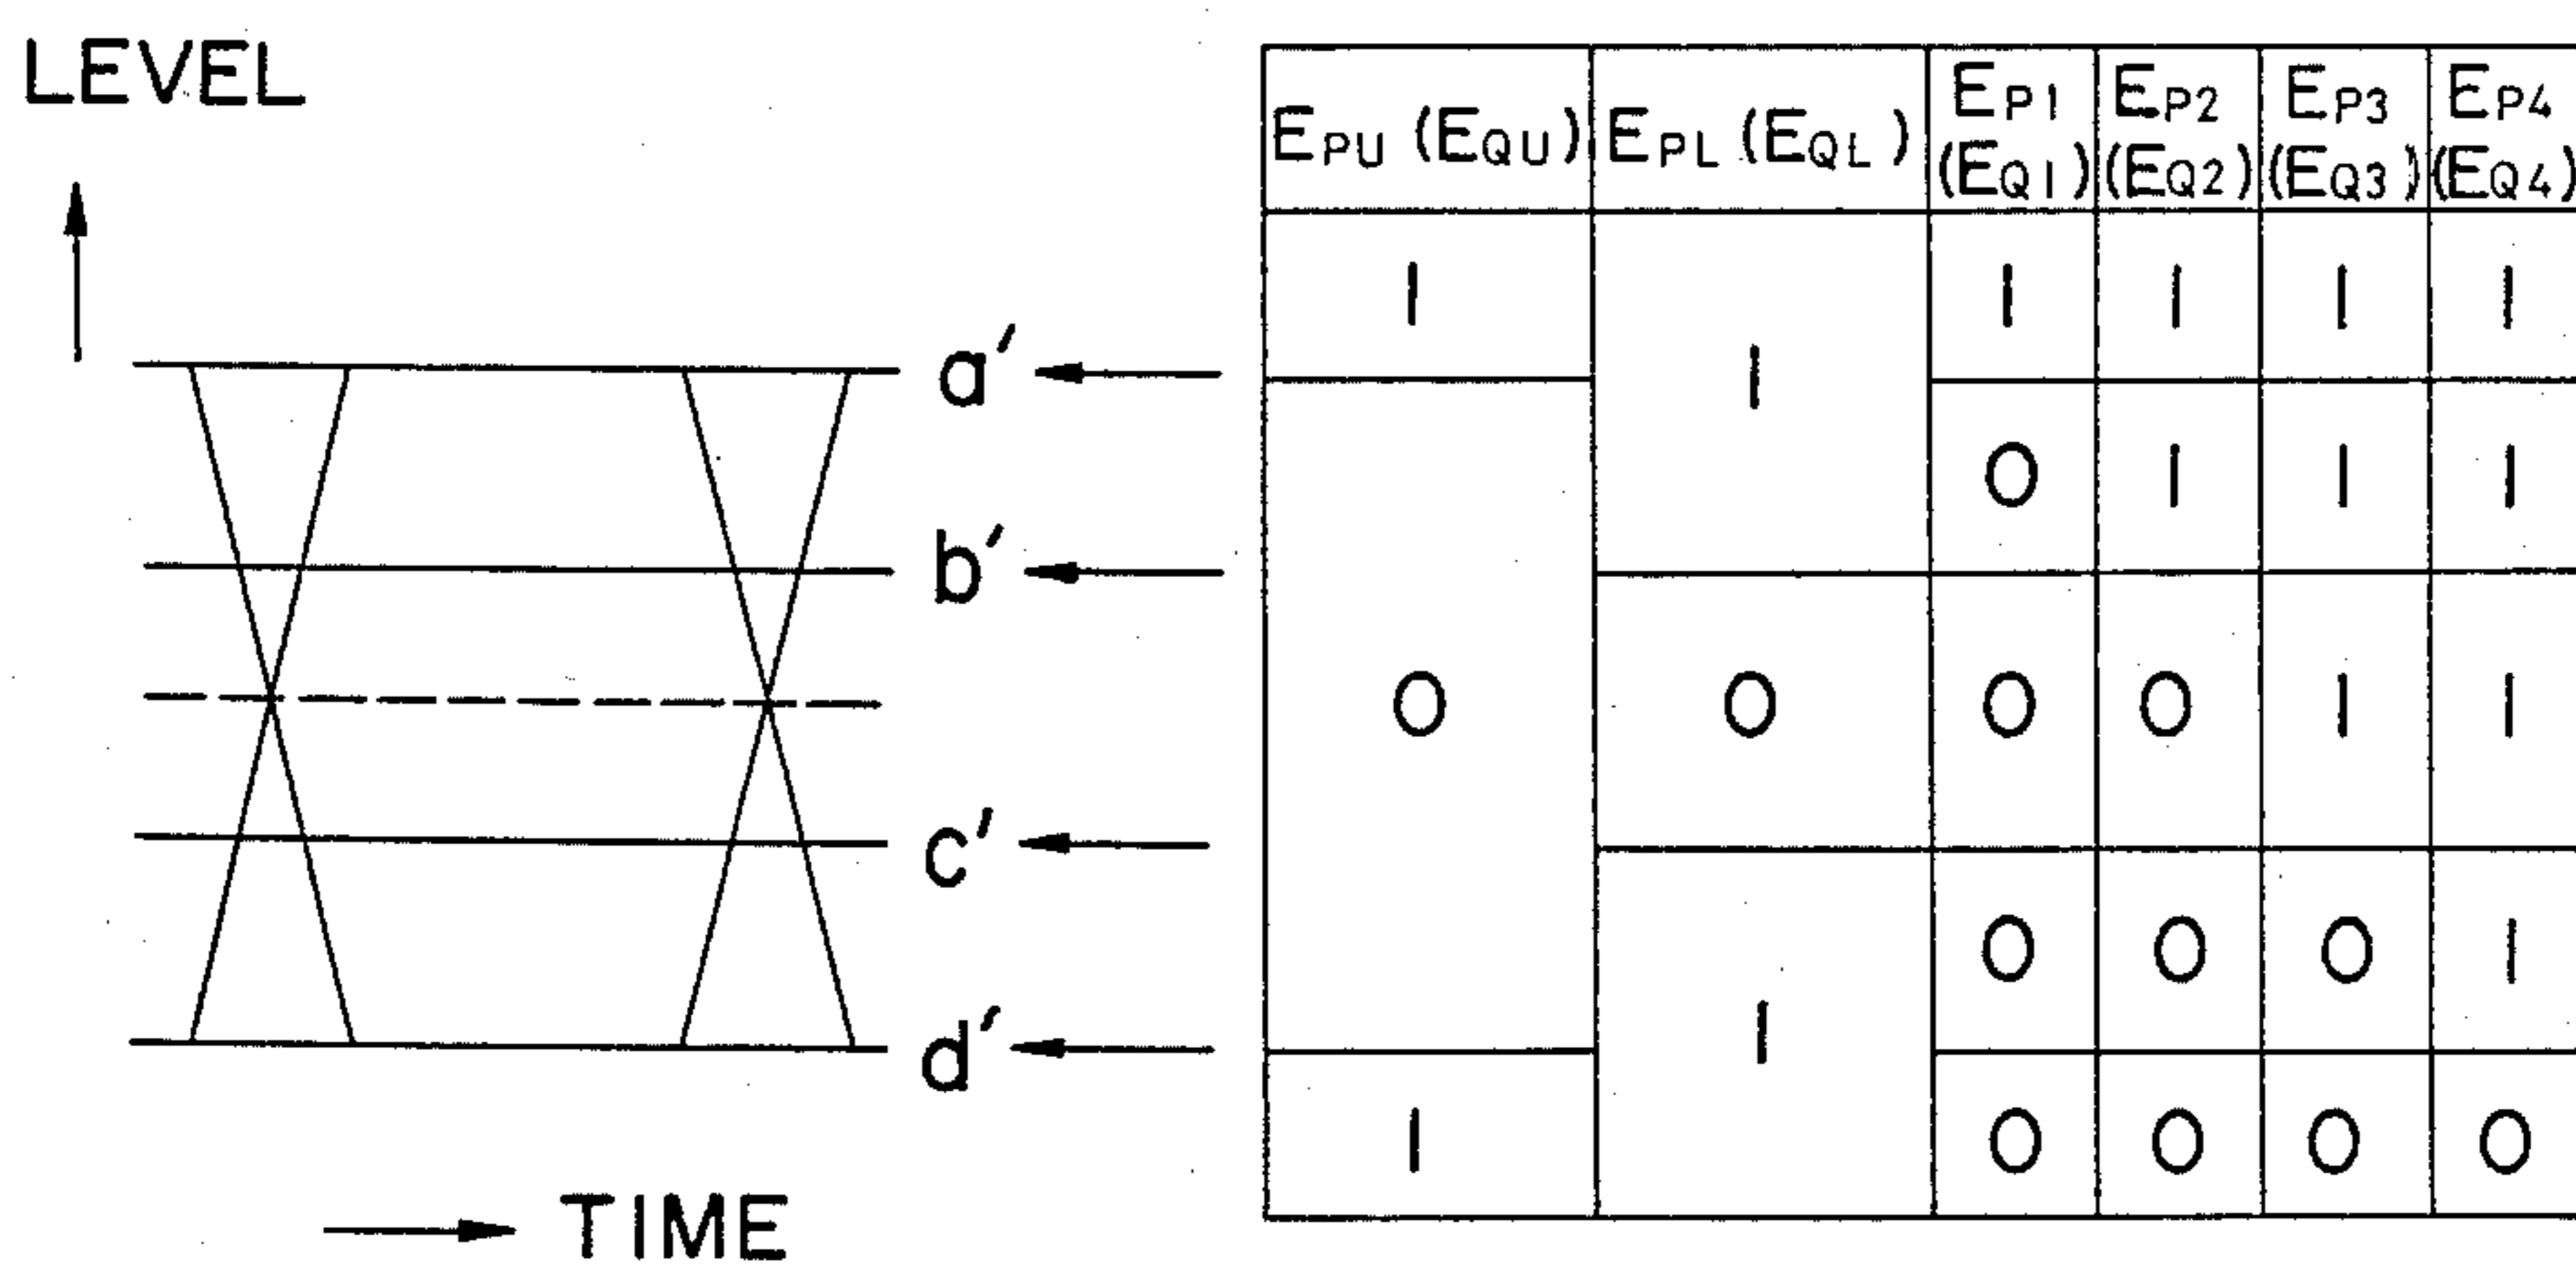 LEVEL
a′
b′
c′
d′
TIME
EPU (EQU) EPL (EQL) EP1 (EQ1) EP2 (EQ2) EP3 (EQ3) EP4 (EQ4)
1 1 1 1 1 1
0 1 1 1
0 0 0 0 1 1
0 0 0 1
1 1 0 0 0 0